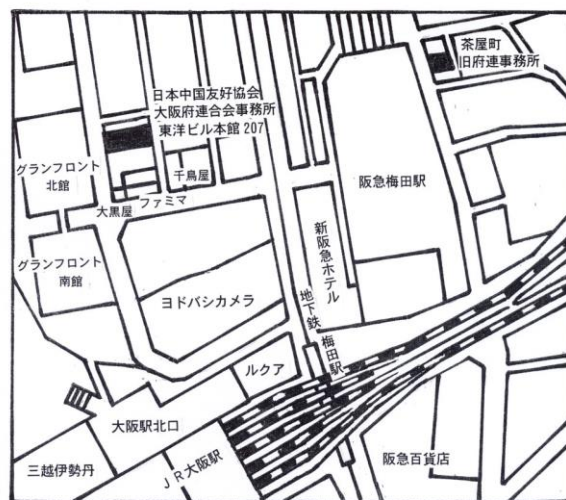 茶屋町
旧府連事務所
日本中国友好協会
大阪府連合会事務所
東洋ビル本館 207
グランフロント
北館
千鳥屋
ファミマ
大黒屋
阪急梅田駅
新阪急ホテル
グランフロント
南館
ヨドバシカメラ
地下鉄 梅田駅
ルクア
大阪駅北口
三越伊勢丹
JR大阪駅
阪急百貨店